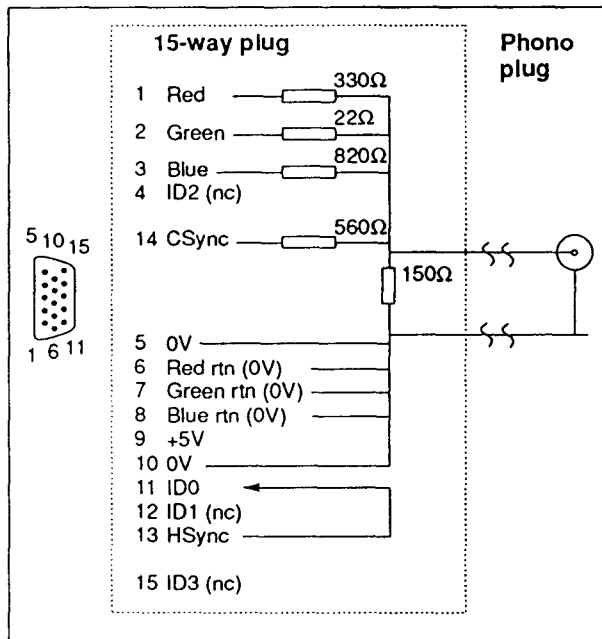 15-way plug
Phono plug
330Ω
1 Red
22Ω
2 Green
820Ω
3 Blue
4 ID2 (nc)
560Ω
14 CSync
5 10 15
150Ω
1 6 11
5 0V
6 Red rtn (0V)
7 Green rtn (0V)
8 Blue rtn (0V)
9 +5V
10 0V
11 ID0
12 ID1 (nc)
13 HSync
15 ID3 (nc)